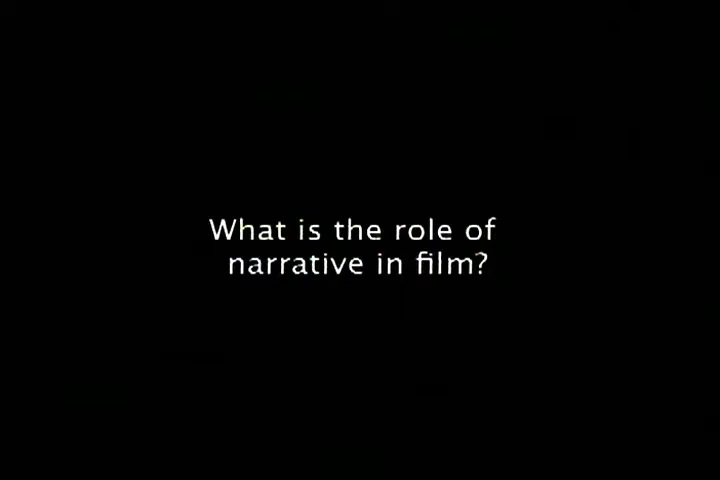 What is the role of
narrative in film?